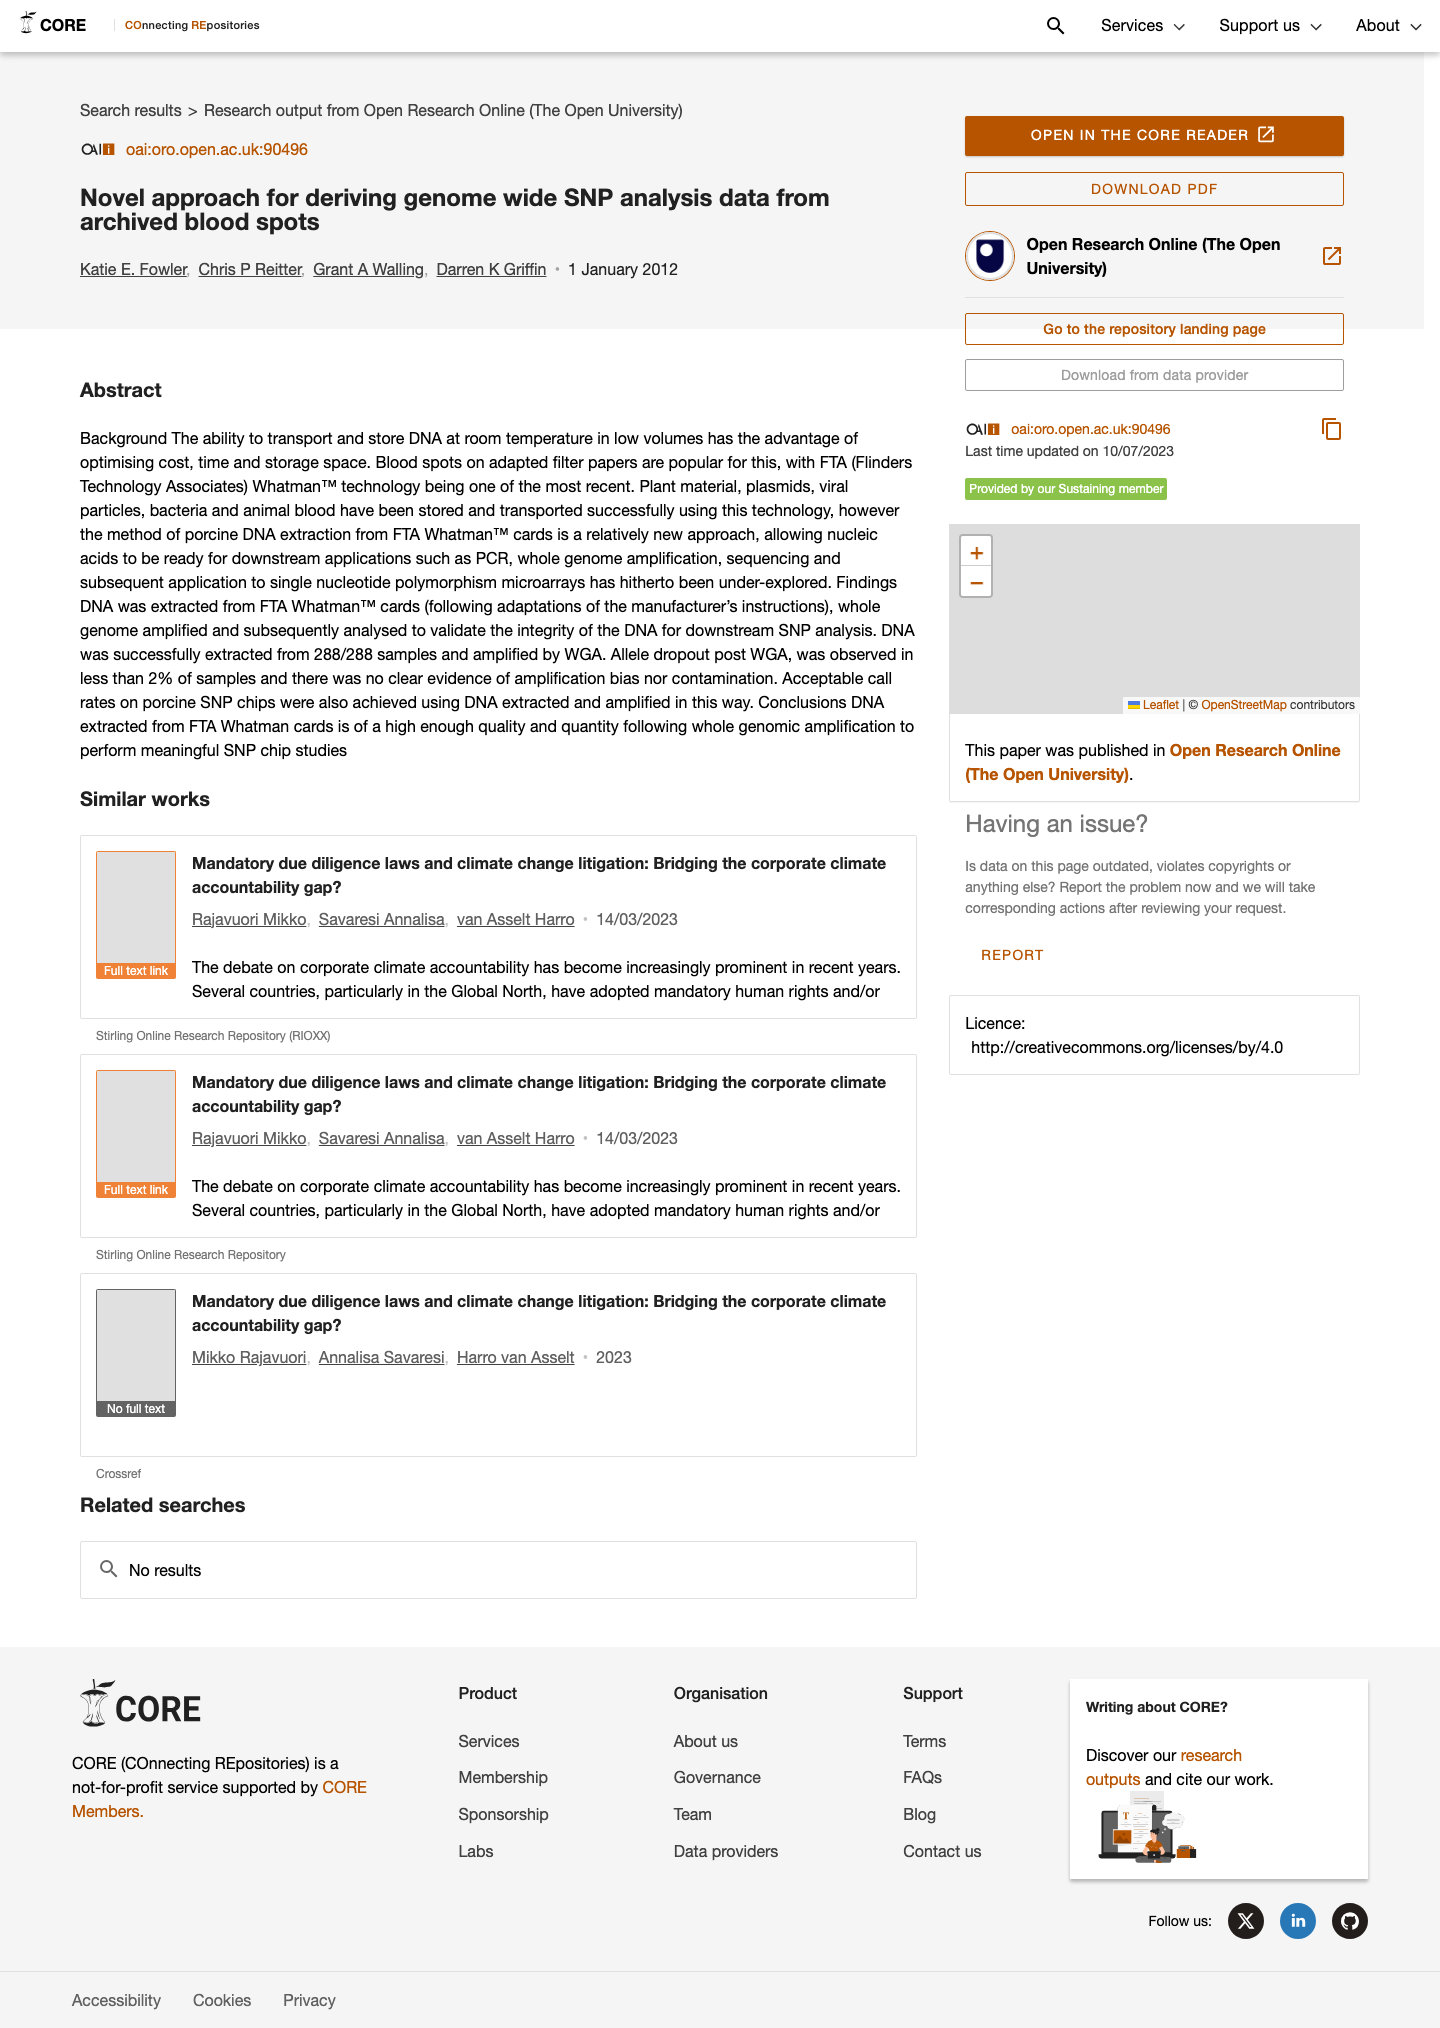 CORE
COnnecting REpositories
Services
Support us
About
Search results > Research output from Open Research Online (The Open University)
OAI oai:oro.open.ac.uk:90496
Novel approach for deriving genome wide SNP analysis data from
archived blood spots
Katie E. Fowler, Chris P Reitter, Grant A Walling, Darren K Griffin • 1 January 2012
OPEN IN THE CORE READER
DOWNLOAD PDF
Open Research Online (The Open
University)
Go to the repository landing page
Download from data provider
OAI oai:oro.open.ac.uk:90496
Last time updated on 10/07/2023
Provided by our Sustaining member
+
−
Leaflet | © OpenStreetMap contributors
This paper was published in Open Research Online
(The Open University).
Having an issue?
Is data on this page outdated, violates copyrights or
anything else? Report the problem now and we will take
corresponding actions after reviewing your request.
REPORT
Licence:
http://creativecommons.org/licenses/by/4.0
Abstract
Background The ability to transport and store DNA at room temperature in low volumes has the advantage of
optimising cost, time and storage space. Blood spots on adapted filter papers are popular for this, with FTA (Flinders
Technology Associates) Whatman™ technology being one of the most recent. Plant material, plasmids, viral
particles, bacteria and animal blood have been stored and transported successfully using this technology, however
the method of porcine DNA extraction from FTA Whatman™ cards is a relatively new approach, allowing nucleic
acids to be ready for downstream applications such as PCR, whole genome amplification, sequencing and
subsequent application to single nucleotide polymorphism microarrays has hitherto been under-explored. Findings
DNA was extracted from FTA Whatman™ cards (following adaptations of the manufacturer’s instructions), whole
genome amplified and subsequently analysed to validate the integrity of the DNA for downstream SNP analysis. DNA
was successfully extracted from 288/288 samples and amplified by WGA. Allele dropout post WGA, was observed in
less than 2% of samples and there was no clear evidence of amplification bias nor contamination. Acceptable call
rates on porcine SNP chips were also achieved using DNA extracted and amplified in this way. Conclusions DNA
extracted from FTA Whatman cards is of a high enough quality and quantity following whole genomic amplification to
perform meaningful SNP chip studies
Similar works
Mandatory due diligence laws and climate change litigation: Bridging the corporate climate
accountability gap?
Rajavuori Mikko, Savaresi Annalisa, van Asselt Harro • 14/03/2023
Full text link
The debate on corporate climate accountability has become increasingly prominent in recent years.
Several countries, particularly in the Global North, have adopted mandatory human rights and/or
Stirling Online Research Repository (RIOXX)
Mandatory due diligence laws and climate change litigation: Bridging the corporate climate
accountability gap?
Rajavuori Mikko, Savaresi Annalisa, van Asselt Harro • 14/03/2023
Full text link
The debate on corporate climate accountability has become increasingly prominent in recent years.
Several countries, particularly in the Global North, have adopted mandatory human rights and/or
Stirling Online Research Repository
Mandatory due diligence laws and climate change litigation: Bridging the corporate climate
accountability gap?
Mikko Rajavuori, Annalisa Savaresi, Harro van Asselt • 2023
No full text
Crossref
Related searches
No results
CORE
CORE (COnnecting REpositories) is a
not-for-profit service supported by CORE
Members.
Product
Services
Membership
Sponsorship
Labs
Organisation
About us
Governance
Team
Data providers
Support
Terms
FAQs
Blog
Contact us
Writing about CORE?
Discover our research
outputs and cite our work.
T
Follow us:
X
in
Accessibility
Cookies
Privacy